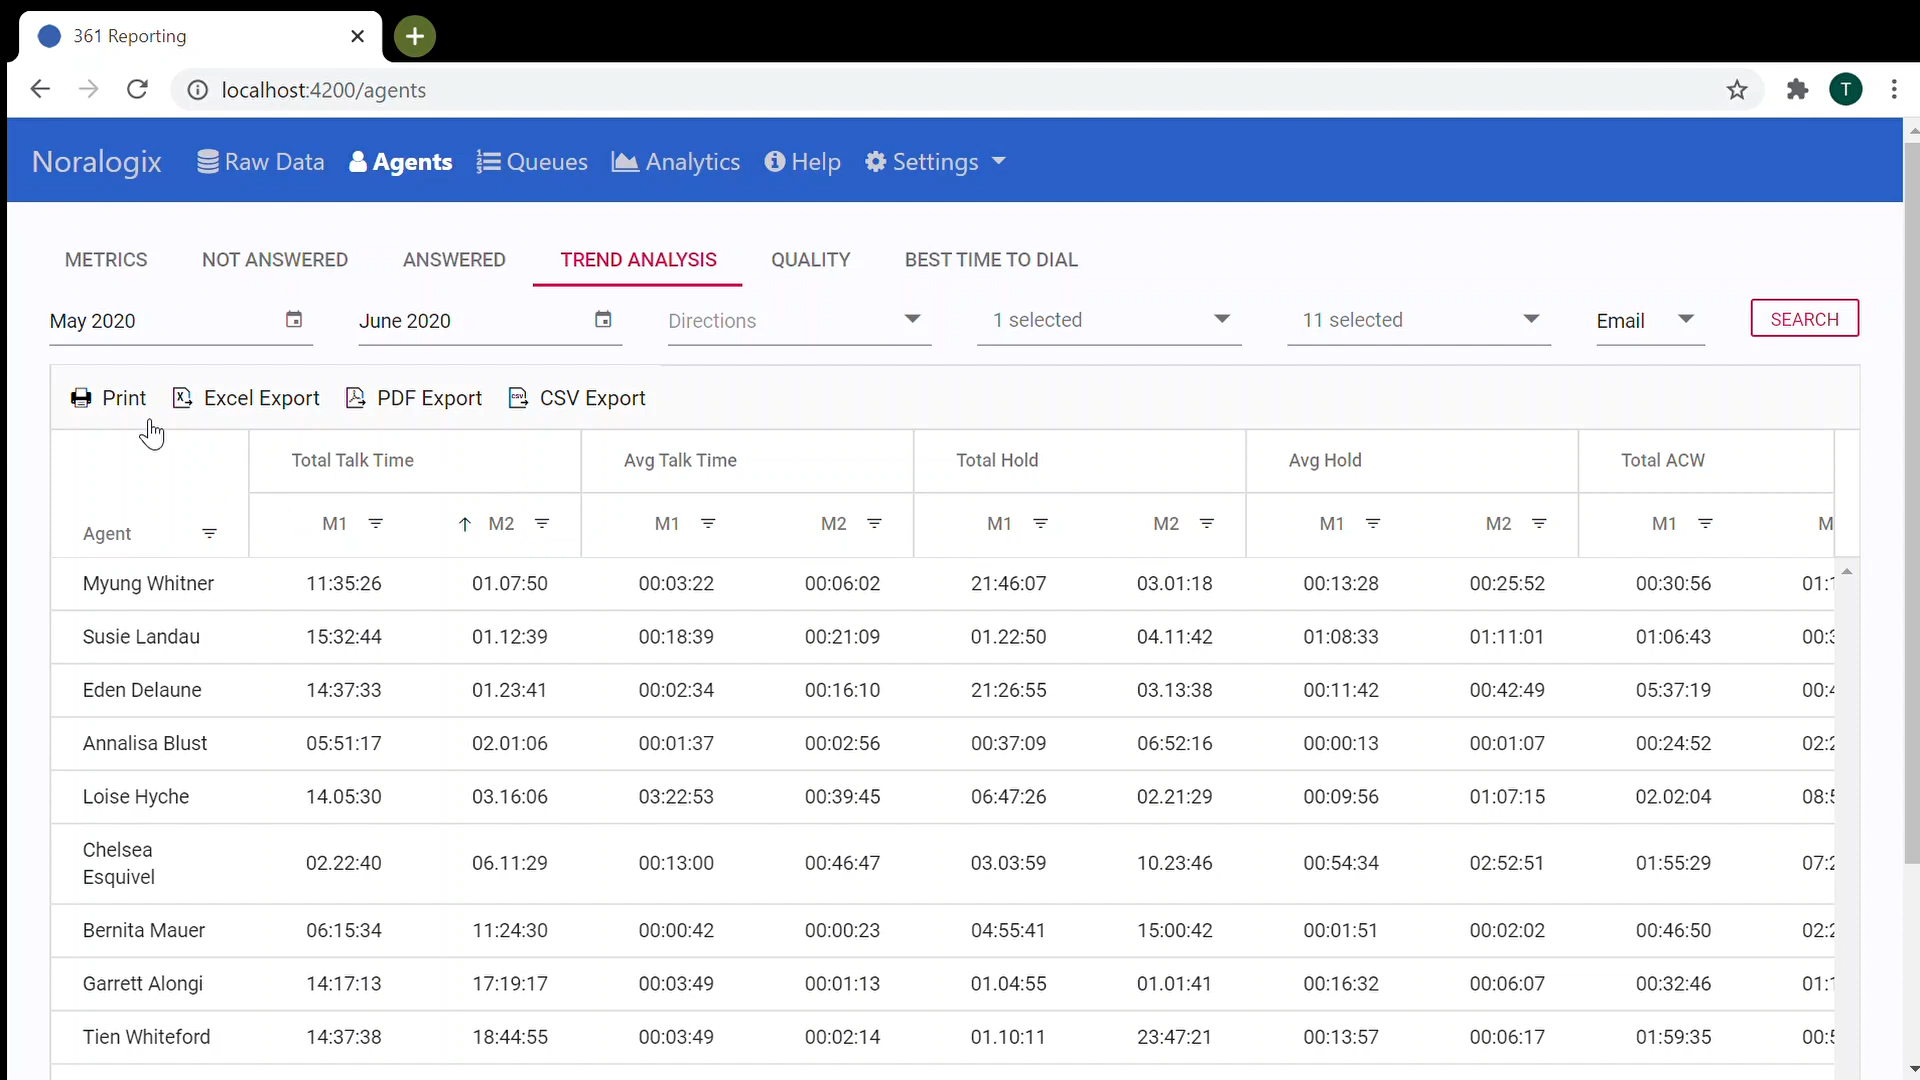 361 Reporting
localhost:4200/agents
T
Noralogix Raw Data Agents Queues Analytics Help Settings
METRICS NOT ANSWERED ANSWERED TREND ANALYSIS QUALITY BEST TIME TO DIAL
May 2020 June 2020 Directions 1 selected 11 selected Email SEARCH
Print Excel Export PDF Export CSV Export
Total Talk Time Avg Talk Time Total Hold Avg Hold Total ACW
Agent M1 M2 M1 M2 M1 M2 M1 M2 M1 M
Myung Whitner 11:35:26 01.07:50 00:03:22 00:06:02 21:46:07 03.01:18 00:13:28 00:25:52 00:30:56 01:
Susie Landau 15:32:44 01.12:39 00:18:39 00:21:09 01.22:50 04.11:42 01:08:33 01:11:01 01:06:43 00:
Eden Delaune 14:37:33 01.23:41 00:02:34 00:16:10 21:26:55 03.13:38 00:11:42 00:42:49 05:37:19 00:
Annalisa Blust 05:51:17 02.01:06 00:01:37 00:02:56 00:37:09 06:52:16 00:00:13 00:01:07 00:24:52 02:
Loise Hyche 14.05:30 03.16:06 03:22:53 00:39:45 06:47:26 02.21:29 00:09:56 01:07:15 02.02:04 08:
Chelsea
Esquivel 02.22:40 06.11:29 00:13:00 00:46:47 03.03:59 10.23:46 00:54:34 02:52:51 01:55:29 07:
Bernita Mauer 06:15:34 11:24:30 00:00:42 00:00:23 04:55:41 15:00:42 00:01:51 00:02:02 00:46:50 02:
Garrett Alongi 14:17:13 17:19:17 00:03:49 00:01:13 01.04:55 01.01:41 00:16:32 00:06:07 00:32:46 01:
Tien Whiteford 14:37:38 18:44:55 00:03:49 00:02:14 01.10:11 23:47:21 00:13:57 00:06:17 01:59:35 00: